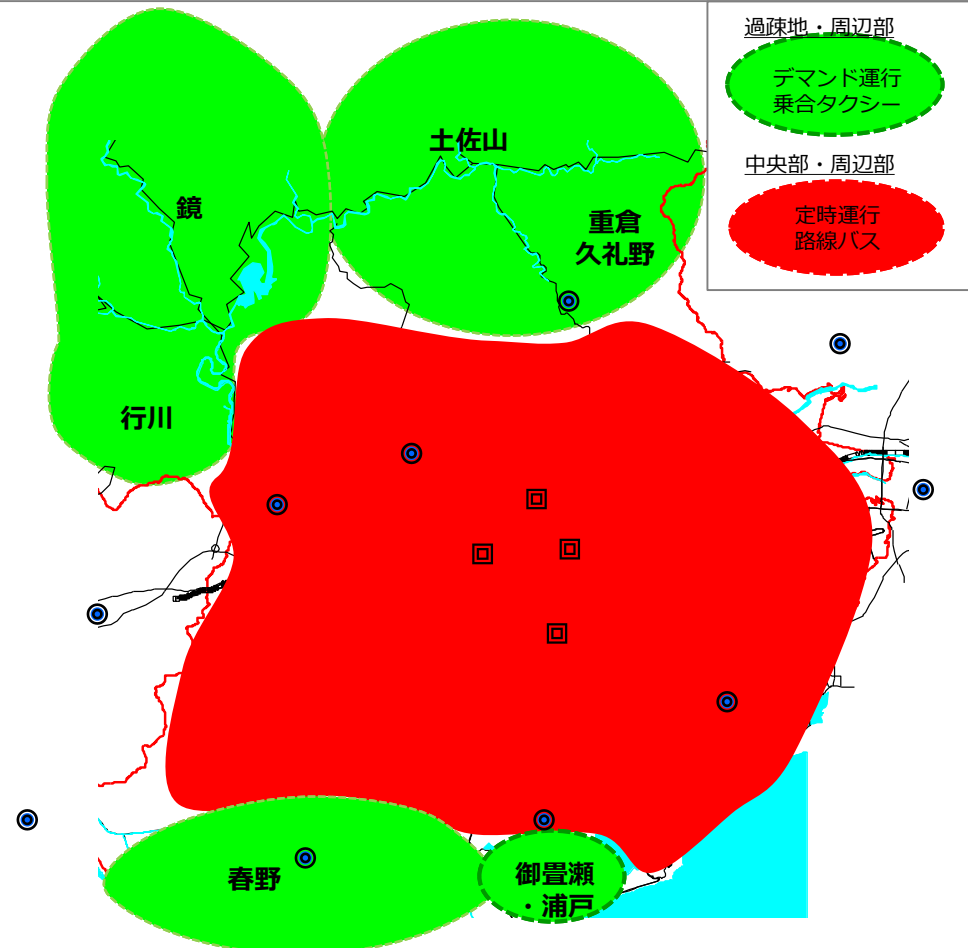 過疎地・周辺部
デマンド運行
乗合タクシー
中央部・周辺部
定時運行
路線バス
土佐山
鏡
重倉
久礼野
行川
春野
御畳瀬
・浦戸